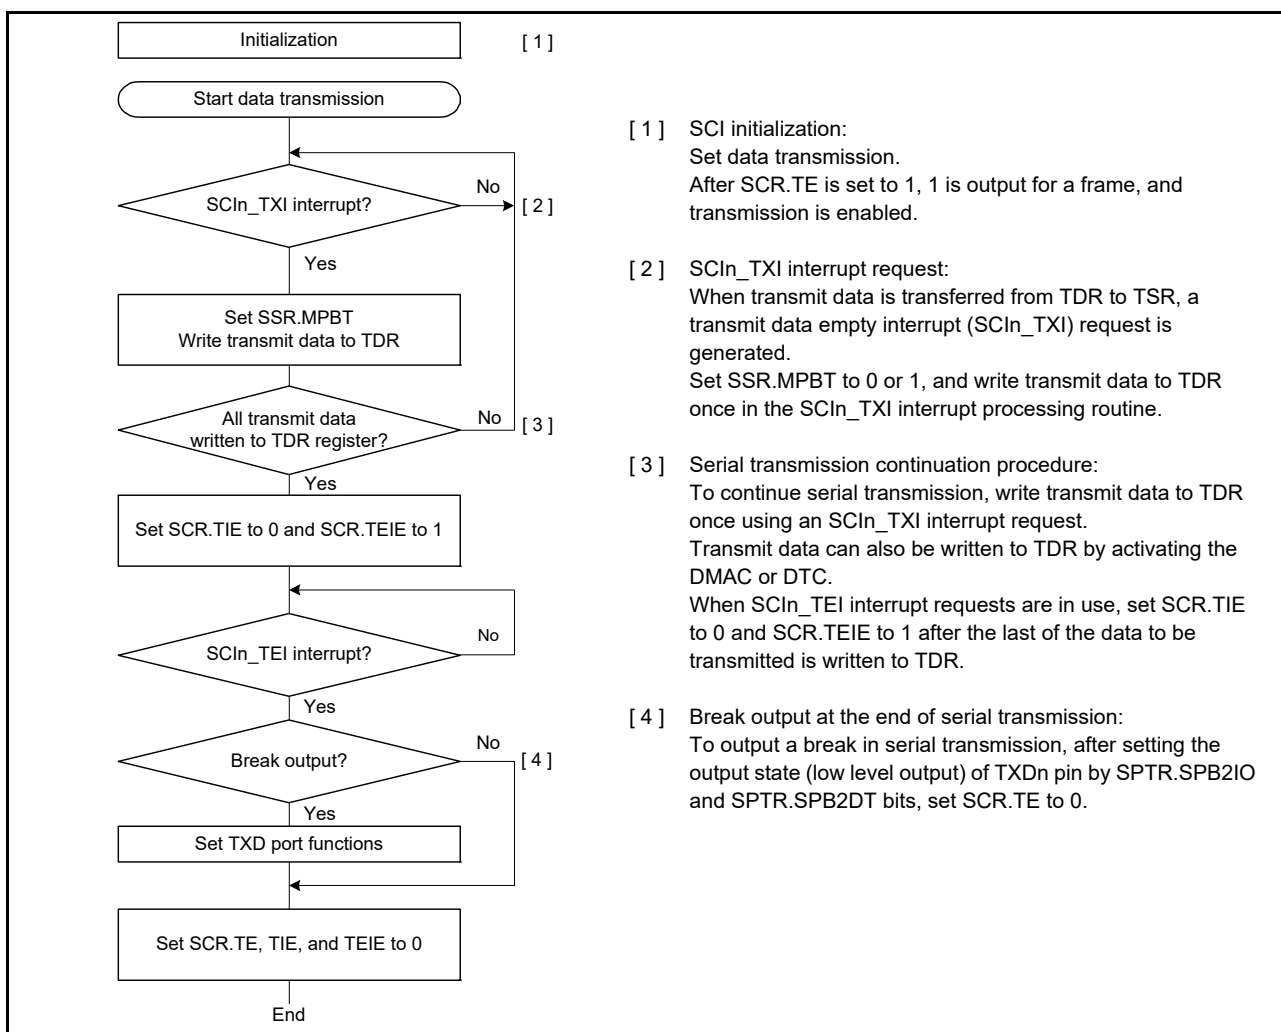 Initialization
[ 1 ]
Start data transmission
SCIn_TXI interrupt?
No
[ 2 ]
Yes
Set SSR.MPBT
Write transmit data to TDR
All transmit data
written to TDR register?
No
[ 3 ]
Yes
Set SCR.TIE to 0 and SCR.TEIE to 1
SCIn_TEI interrupt?
No
Yes
Break output?
No
[ 4 ]
Yes
Set TXD port functions
Set SCR.TE, TIE, and TEIE to 0
End
[ 1 ] SCI initialization:
Set data transmission.
After SCR.TE is set to 1, 1 is output for a frame, and
transmission is enabled.
[ 2 ] SCIn_TXI interrupt request:
When transmit data is transferred from TDR to TSR, a
transmit data empty interrupt (SCIn_TXI) request is
generated.
Set SSR.MPBT to 0 or 1, and write transmit data to TDR
once in the SCIn_TXI interrupt processing routine.
[ 3 ] Serial transmission continuation procedure:
To continue serial transmission, write transmit data to TDR
once using an SCIn_TXI interrupt request.
Transmit data can also be written to TDR by activating the
DMAC or DTC.
When SCIn_TEI interrupt requests are in use, set SCR.TIE
to 0 and SCR.TEIE to 1 after the last of the data to be
transmitted is written to TDR.
[ 4 ] Break output at the end of serial transmission:
To output a break in serial transmission, after setting the
output state (low level output) of TXDn pin by SPTR.SPB2IO
and SPTR.SPB2DT bits, set SCR.TE to 0.